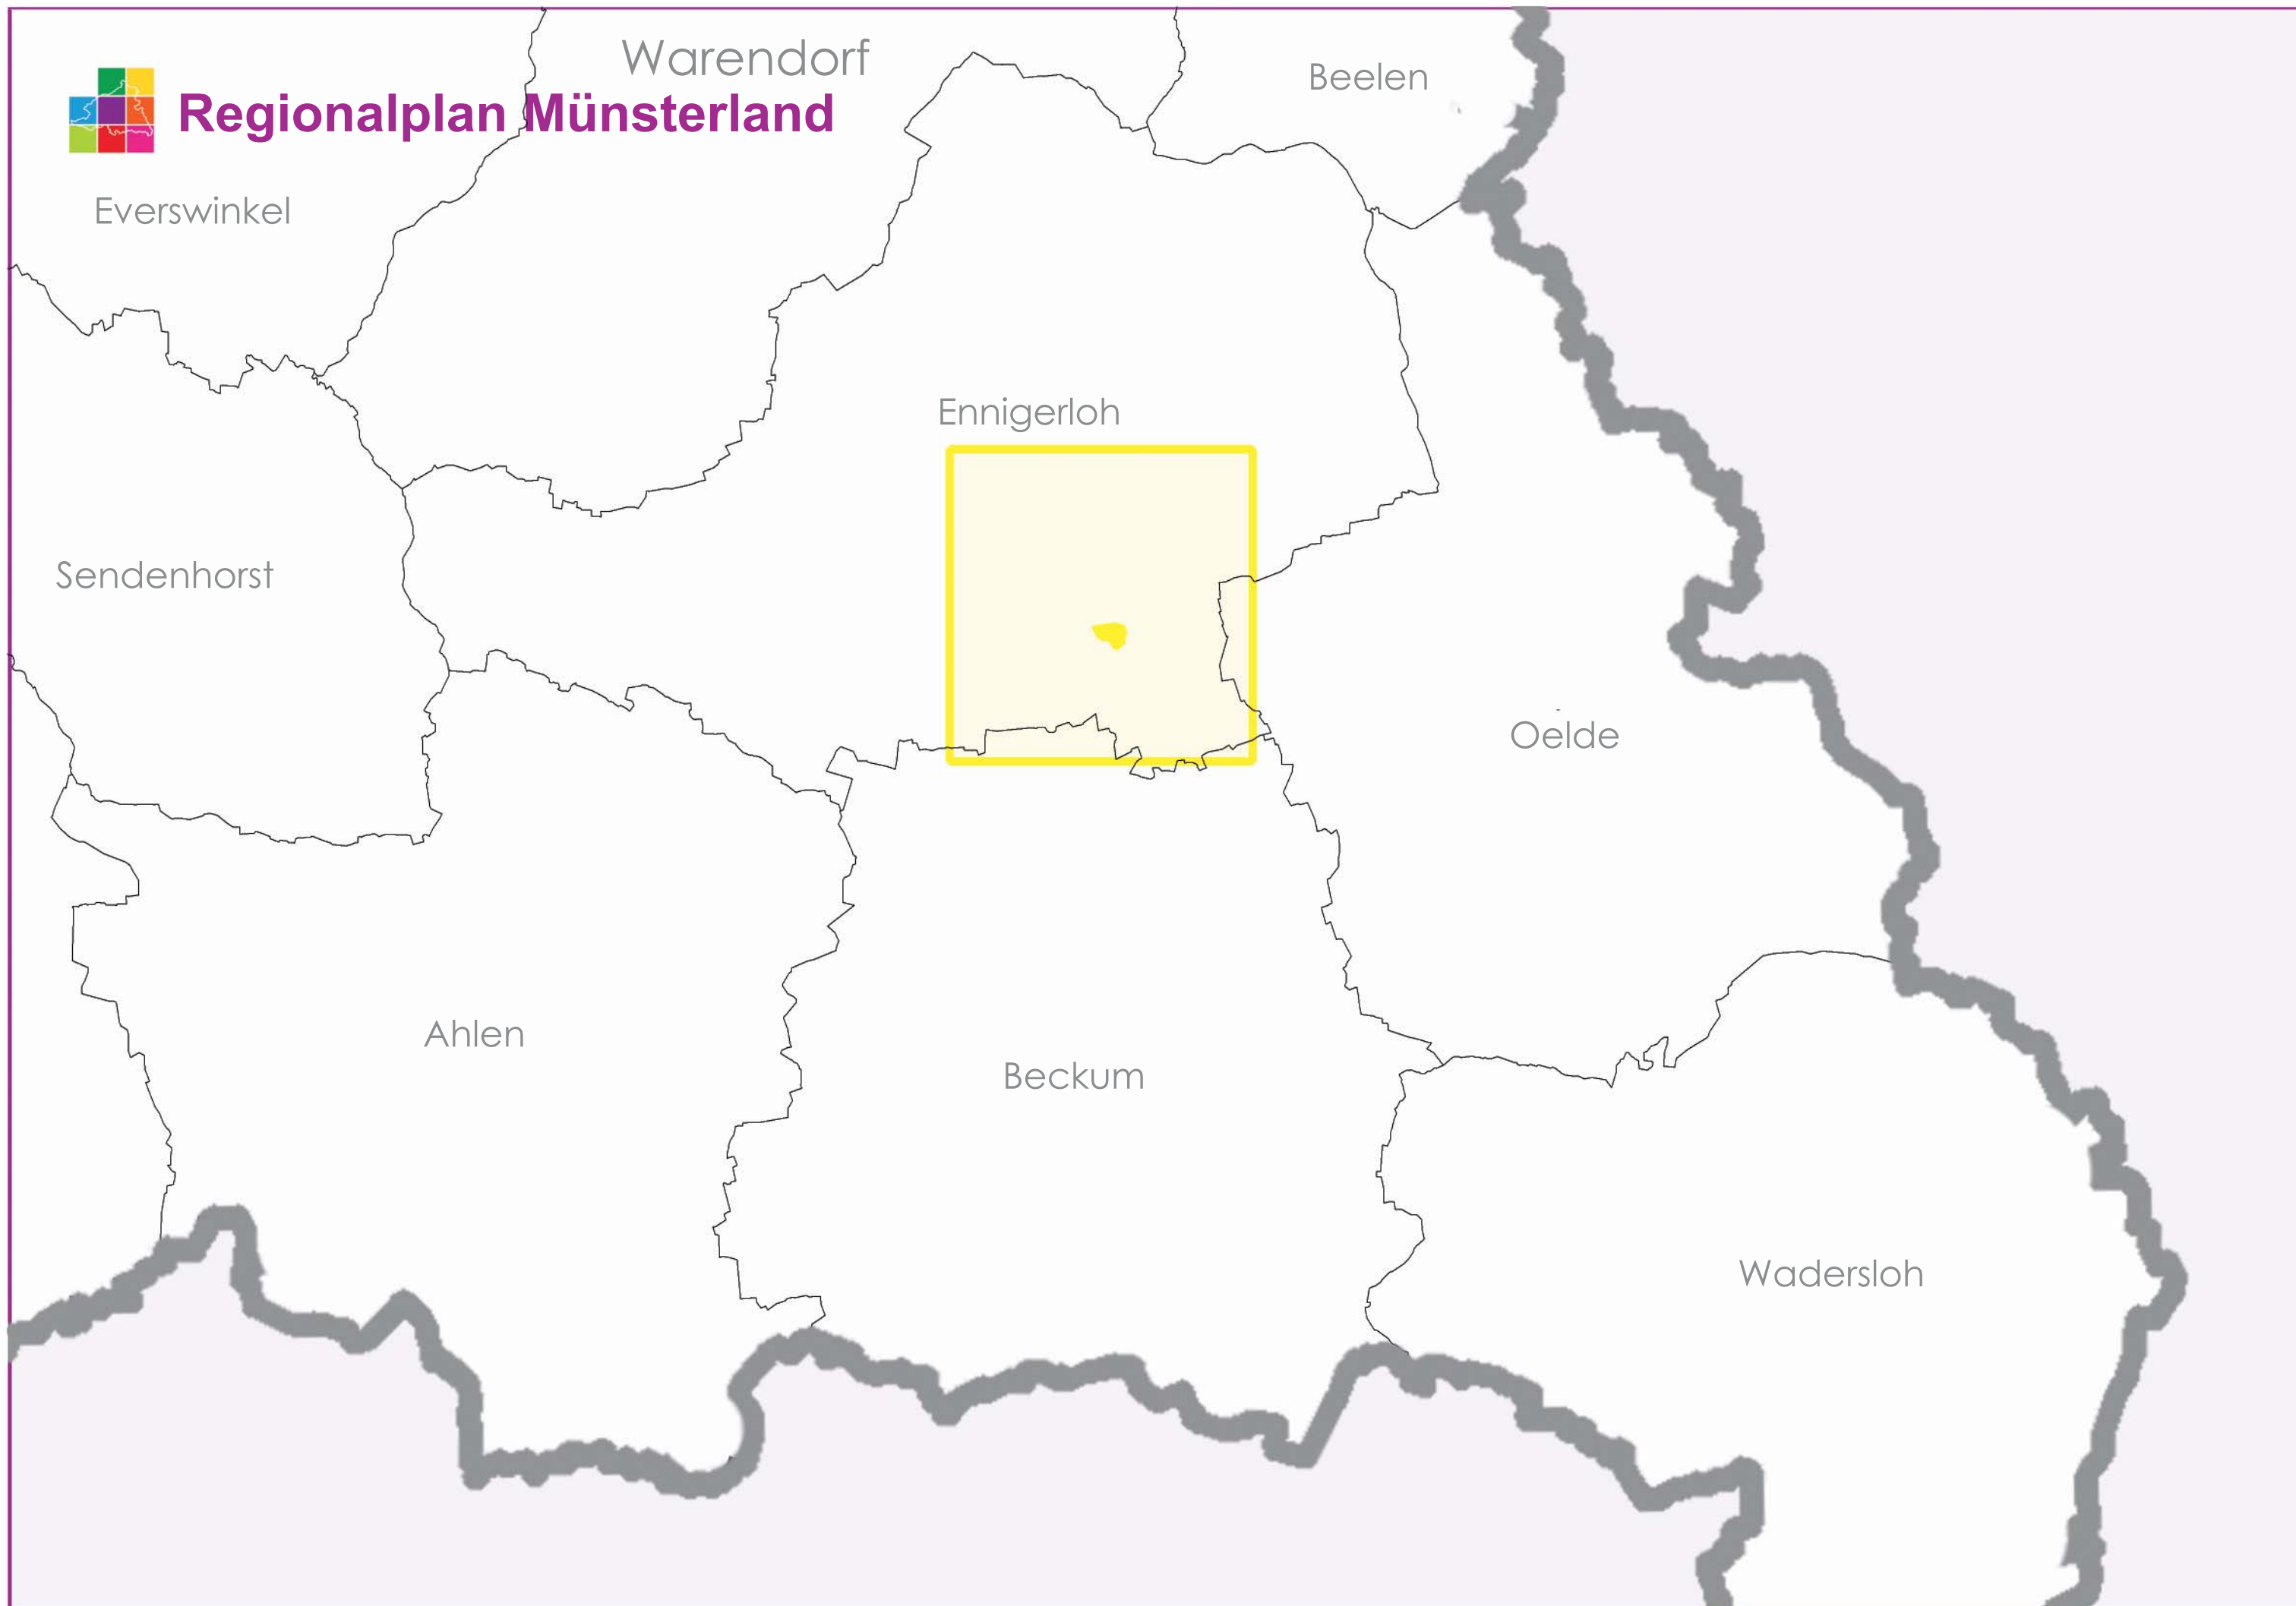 Warendorf
Beelen
Regionalplan Münsterland
Everswinkel
Ennigerloh
Sendenhorst
Oelde
Ahlen
Beckum
Wadersloh